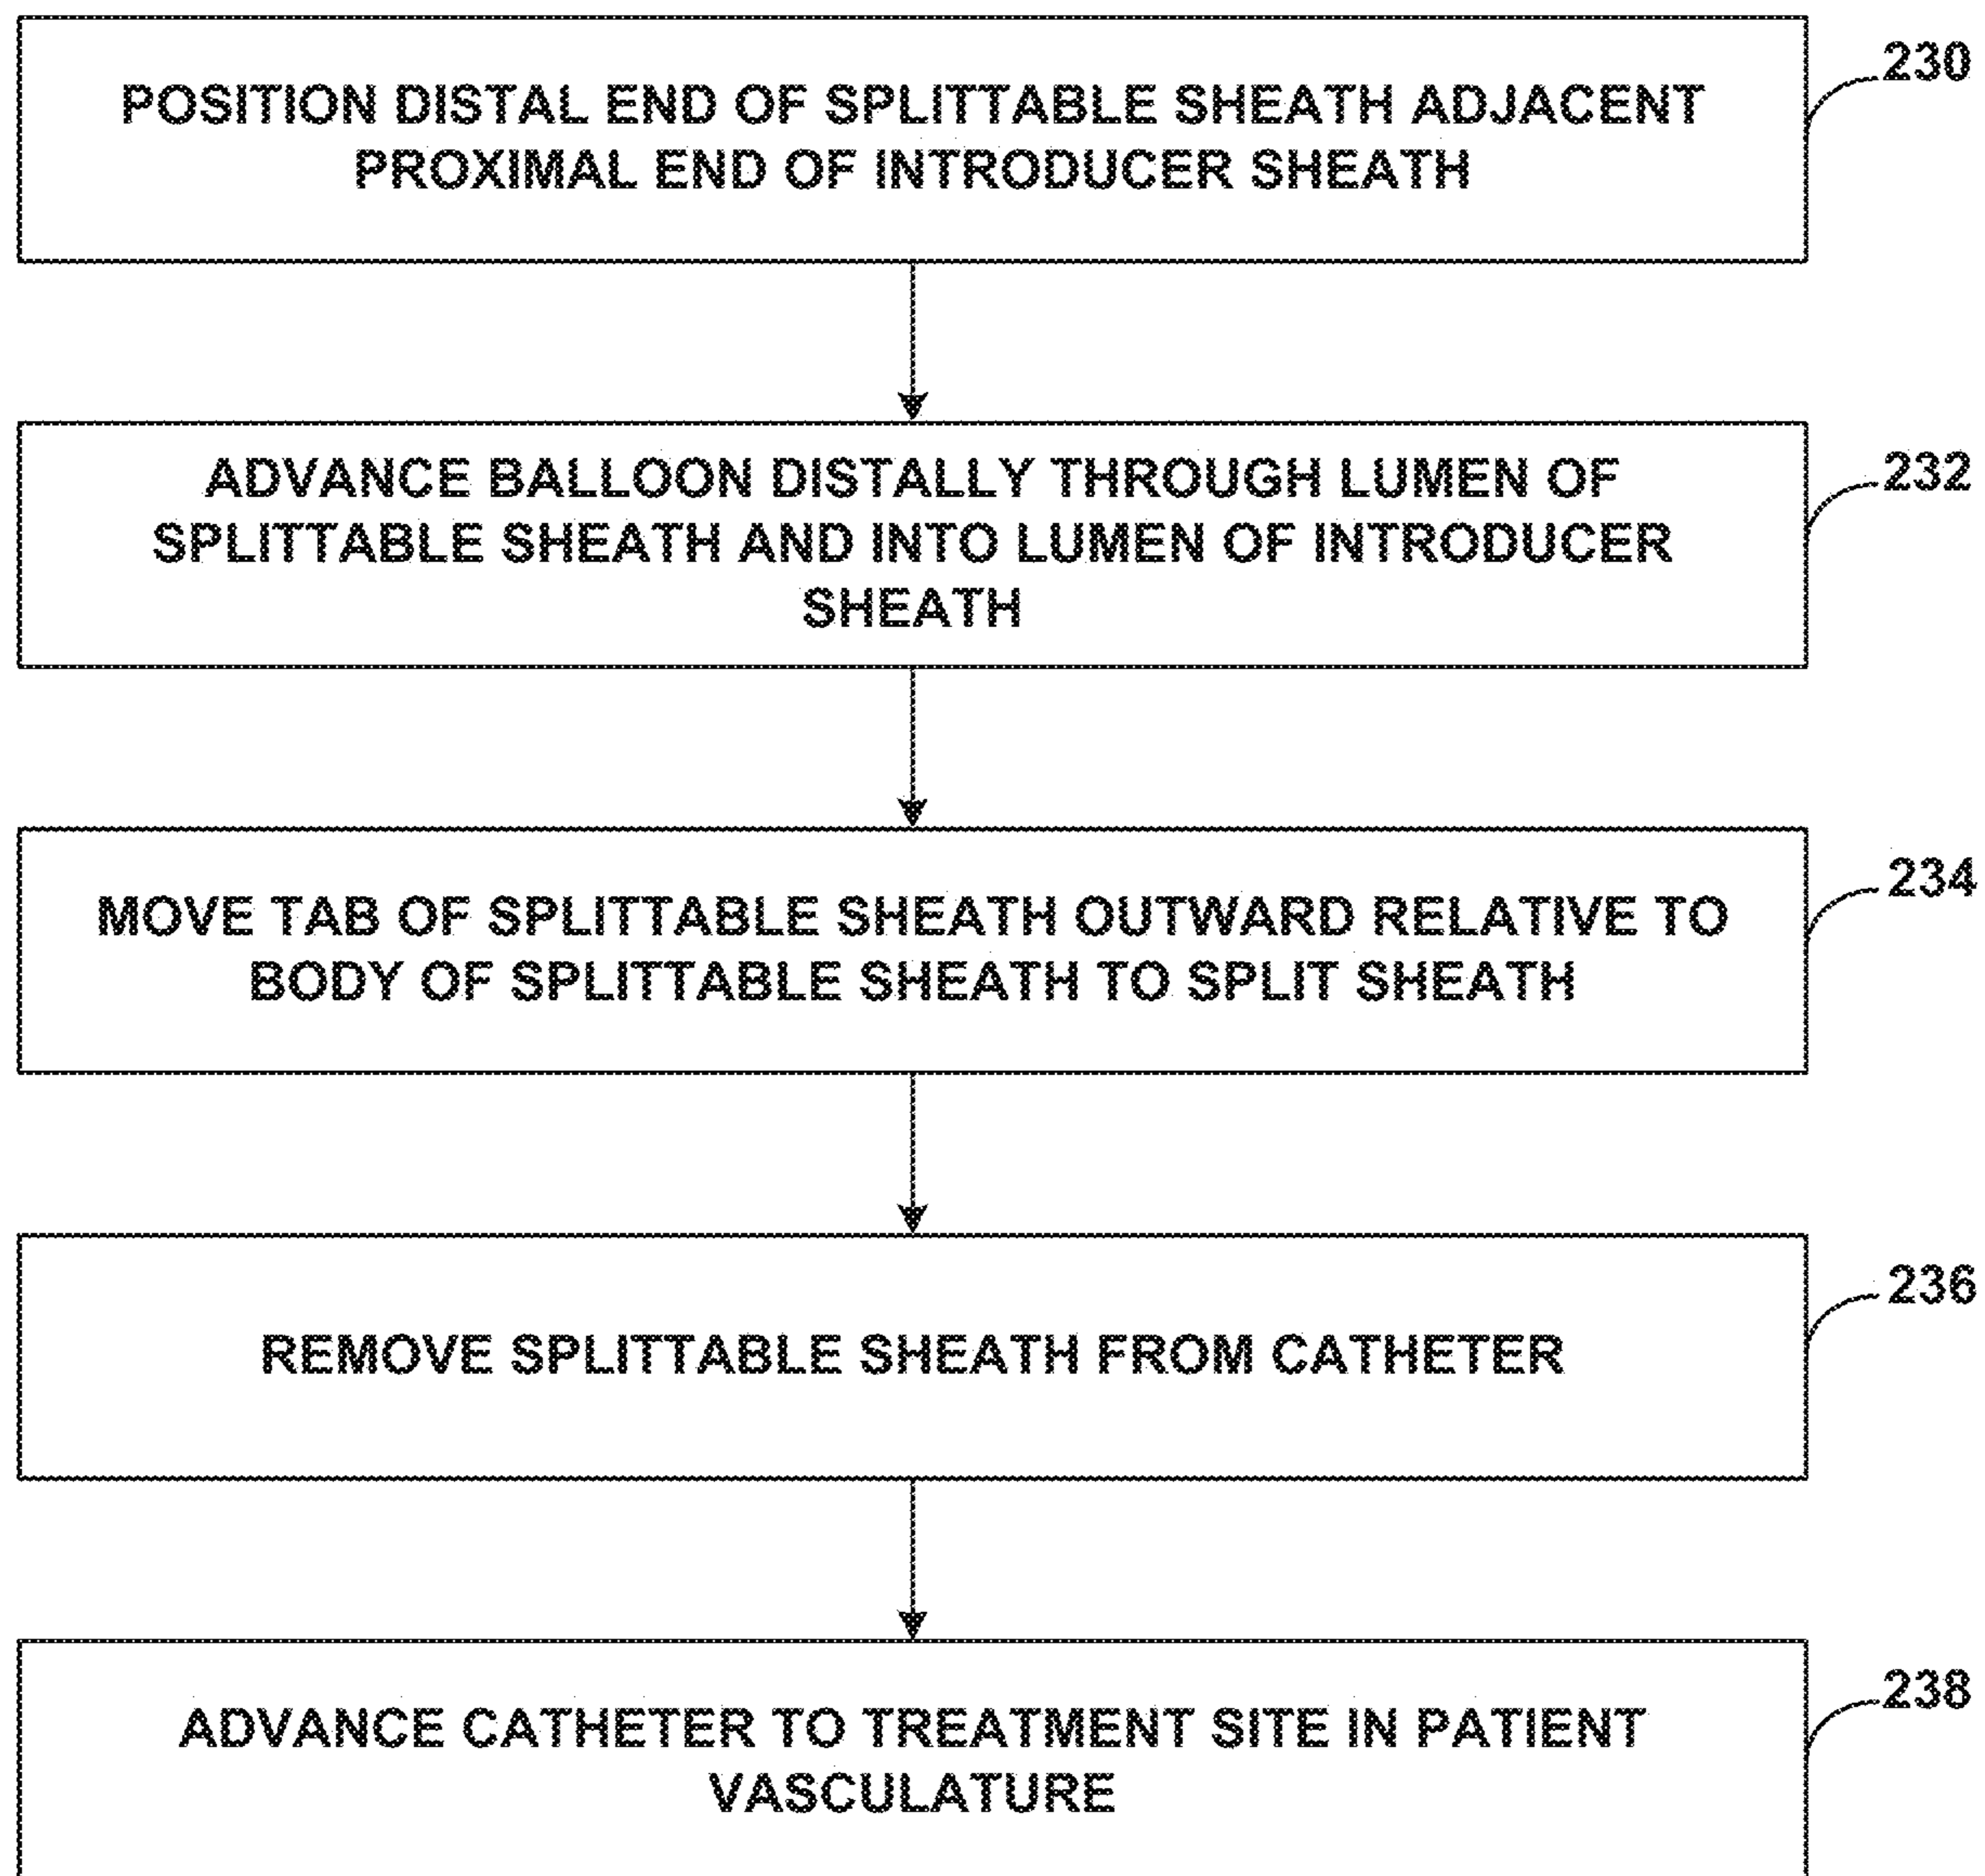 POSITION DISTAL END OF SPLITTABLE SHEATH ADJACENT
PROXIMAL END OF INTRODUCER SHEATH
230
ADVANCE BALLOON DISTALLY THROUGH LUMEN OF
SPLITTABLE SHEATH AND INTO LUMEN OF INTRODUCER
SHEATH
232
MOVE TAB OF SPLITTABLE SHEATH OUTWARD RELATIVE TO
BODY OF SPLITTABLE SHEATH TO SPLIT SHEATH
234
REMOVE SPLITTABLE SHEATH FROM CATHETER
236
ADVANCE CATHETER TO TREATMENT SITE IN PATIENT
VASCULATURE
238